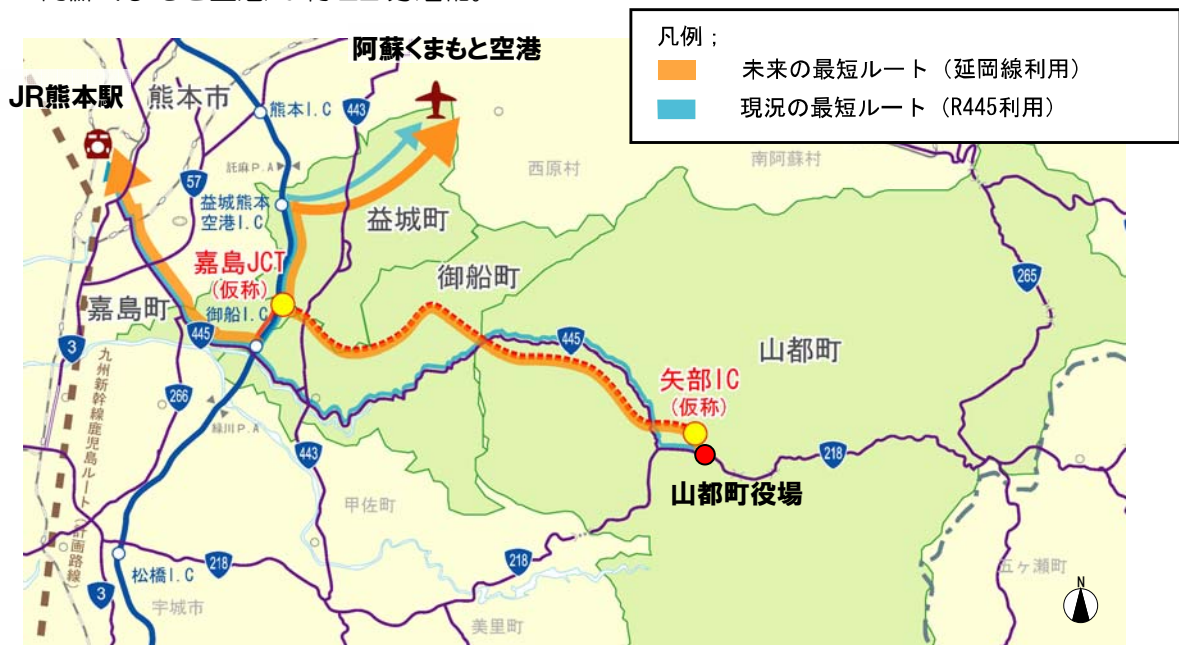 阿蘇くまもと空港
凡例；
未来の最短ルート（延岡線利用）
現況の最短ルート（R445利用）
JR熊本駅
熊本市
熊本I.C
443
託麻P.A
西原村
南阿蘇村
57
益城熊本
空港I.C
益城町
嘉島JCT
(仮称)
御船町
265
嘉島町
御船I.C
445
445
山都町
3
九州新幹線鹿児島ルート（計画路線）
矢部IC
(仮称)
266
緑川P.A
443
218
山都町役場
甲佐町
218
218
松橋I.C
五ヶ瀬町
3
宇城市
美里町
N